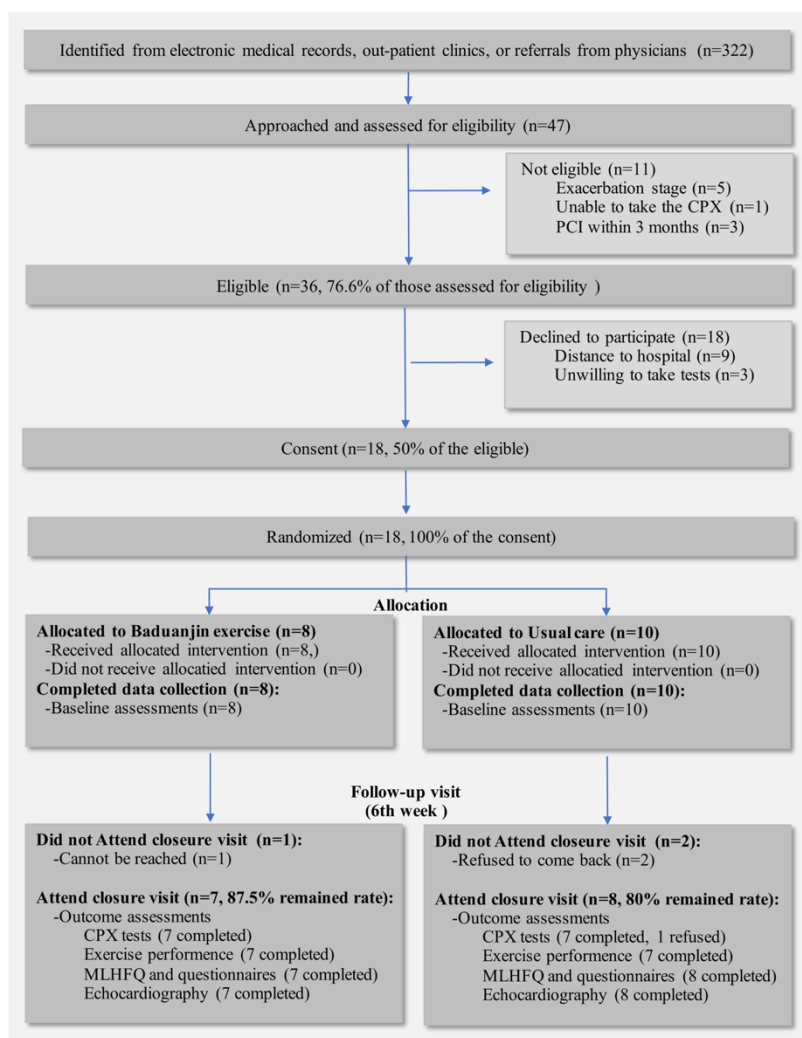 Identified from electronic medical records, out-patient clinics, or referrals from physicians (n=322)
Approached and assessed for eligibility (n=47)
Not eligible (n=11)
Exacerbation stage (n=5)
Unable to take the CPX (n=1)
PCI within 3 months (n=3)
Eligible (n=36, 76.6% of those assessed for eligibility )
Declined to participate (n=18)
Distance to hospital (n=9)
Unwilling to take tests (n=3)
Consent (n=18, 50% of the eligible)
Randomized (n=18, 100% of the consent)
Allocation
Allocated to Baduanjin exercise (n=8)
-Received allocated intervention (n=8,)
-Did not receive allocatied intervention (n=0)
Completed data collection (n=8):
-Baseline assessments (n=8)
Allocated to Usual care (n=10)
-Received allocated intervention (n=10)
-Did not receive allocatied intervention (n=0)
Completed data collection (n=10):
-Baseline assessments (n=10)
Follow-up visit
(6th week )
Did not Attend closeure visit (n=1):
-Cannot be reached (n=1)
Attend closure visit (n=7, 87.5% remained rate):
-Outcome assessments
CPX tests (7 completed)
Exercise performence (7 completed)
MLHFQ and questionnaires (7 completed)
Echocardiography (7 completed)
Did not Attend closeure visit (n=2):
-Refused to come back (n=2)
Attend closure visit (n=8, 80% remained rate):
-Outcome assessments
CPX tests (7 completed, 1 refused)
Exercise performence (7 completed)
MLHFQ and questionnaires (8 completed)
Echocardiography (8 completed)